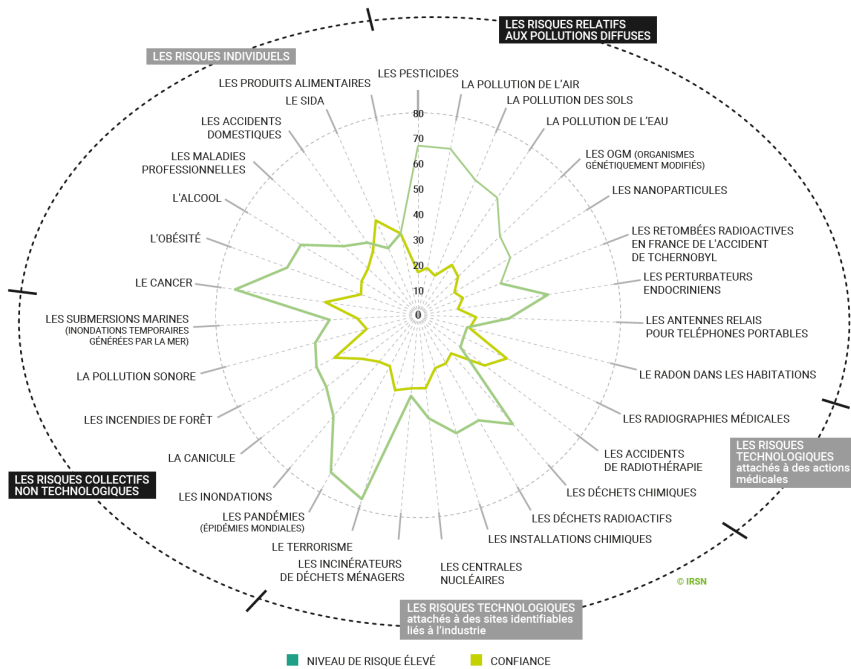 LES RISQUES RELATIFS
AUX POLLUTIONS DIFFUSES
LES RISQUES INDIVIDUELS
LES PESTICIDES
LA POLLUTION DE L'AIR
LA POLLUTION DES SOLS
LA POLLUTION DE L'EAU
LES OGM (ORGANISMES
GÉNÉTIQUEMENT MODIFIÉS)
LES NANOPARTICULES
LES RETOMBÉES RADIOACTIVES
EN FRANCE DE L'ACCIDENT
DE TCHERNOBYL
LES PERTURBATEURS
ENDOCRINIENS
LES ANTENNES RELAIS
POUR TELÉPHONES PORTABLES
LE RADON DANS LES HABITATIONS
LES RADIOGRAPHIES MÉDICALES
LES RISQUES
TECHNOLOGIQUES
attachés à des actions
médicales
LES ACCIDENTS
DE RADIOTHÉRAPIE
LES DÉCHETS CHIMIQUES
LES DÉCHETS RADIOACTIFS
LES INSTALLATIONS CHIMIQUES
LES CENTRALES
NUCLÉAIRES
LES RISQUES TECHNOLOGIQUES
attachés à des sites identifiables
liés à l'industrie
LES INCINÉRATEURS
DE DÉCHETS MÉNAGERS
LE TERRORISME
LES PANDÉMIES
(ÉPIDÉMIES MONDIALES)
LES INONDATIONS
LA CANICULE
LES RISQUES COLLECTIFS
NON TECHNOLOGIQUES
LES INCENDIES DE FORÊT
LA POLLUTION SONORE
LES SUBMERSIONS MARINES
(INONDATIONS TEMPORAIRES
GÉNÉRÉES PAR LA MER)
LE CANCER
L'OBÉSITÉ
L'ALCOOL
LES MALADIES
PROFESSIONNELLES
LES ACCIDENTS
DOMESTIQUES
LE SIDA
LES PRODUITS ALIMENTAIRES
80
70
60
50
40
30
20
10
0
© IRSN
NIVEAU DE RISQUE ÉLEVÉ
CONFIANCE